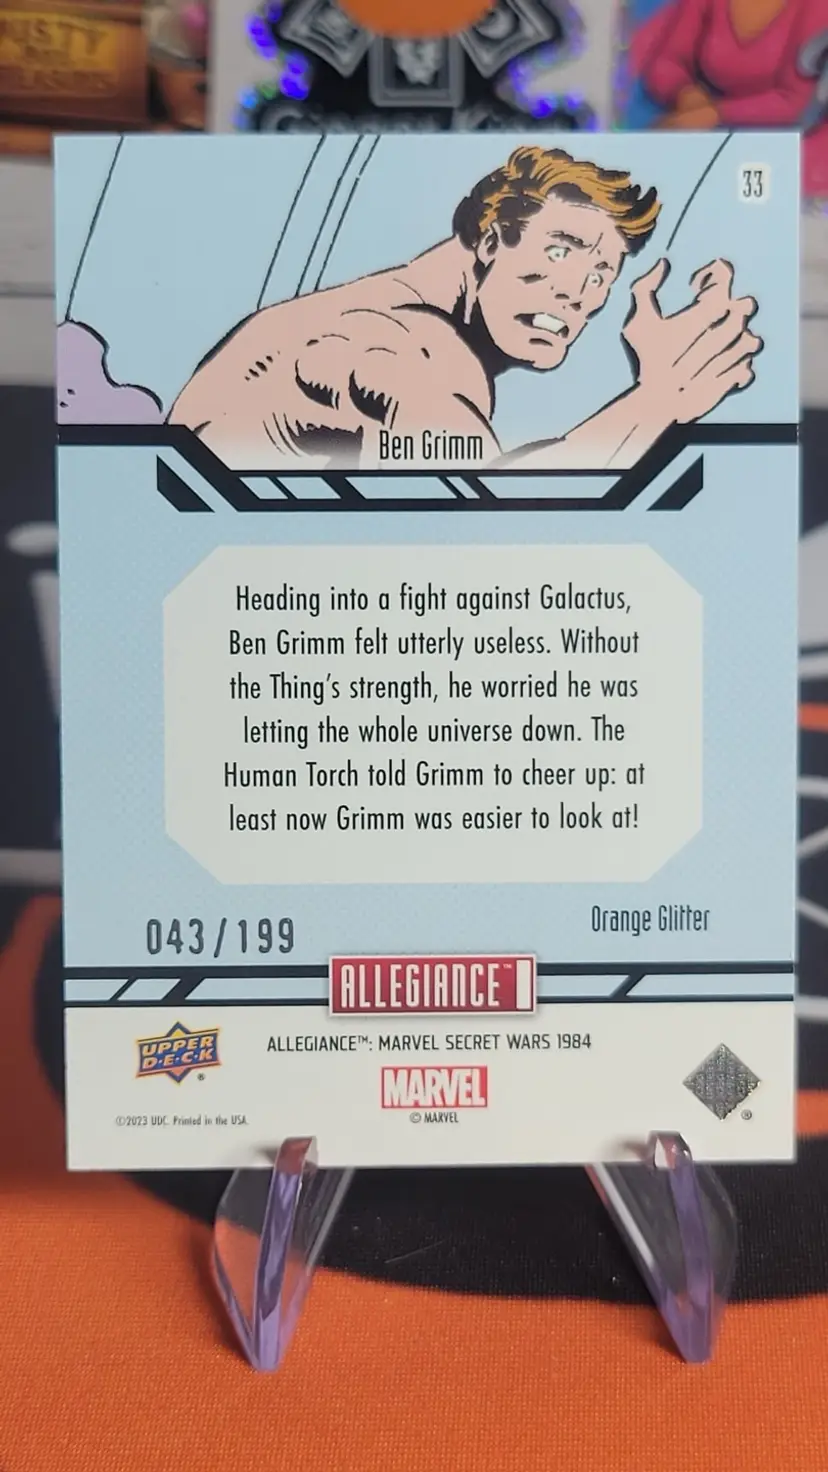 33
Ben Grimm
Heading into a fight against Galactus,
Ben Grimm felt utterly useless. Without
the Thing's strength, he worried he was
letting the whole universe down. The
Human Torch told Grimm to cheer up: at
least now Grimm was easier to look at!
043/199
Orange Glitter
ALLEGIANCE™
UPPER
D·E·C·K
®
ALLEGIANCE™: MARVEL SECRET WARS 1984
MARVEL
© MARVEL
©2023 UDC. Printed in the USA.
®